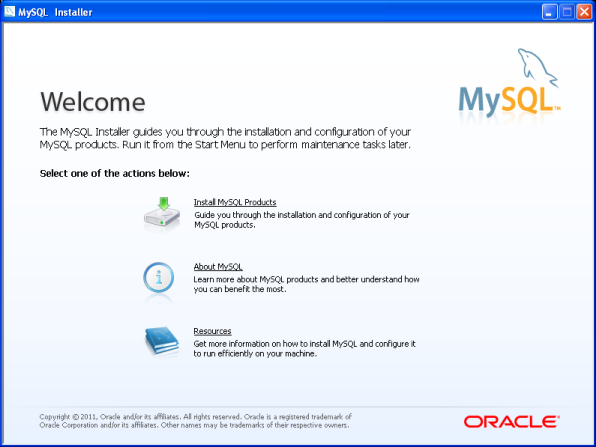 MySQL Installer
MySQL™
Welcome
The MySQL Installer guides you through the installation and configuration of your
MySQL products. Run it from the Start Menu to perform maintenance tasks later.
Select one of the actions below:
Install MySQL Products
Guide you through the installation and configuration of your
MySQL products.
About MySQL
Learn more about MySQL products and better understand how
you can benefit the most.
Resources
Get more information on how to install MySQL and configure it
to run efficiently on your machine.
Copyright © 2011, Oracle and/or its affiliates. All rights reserved. Oracle is a registered trademark of
Oracle Corporation and/or its affiliates. Other names may be trademarks of their respective owners.
ORACLE